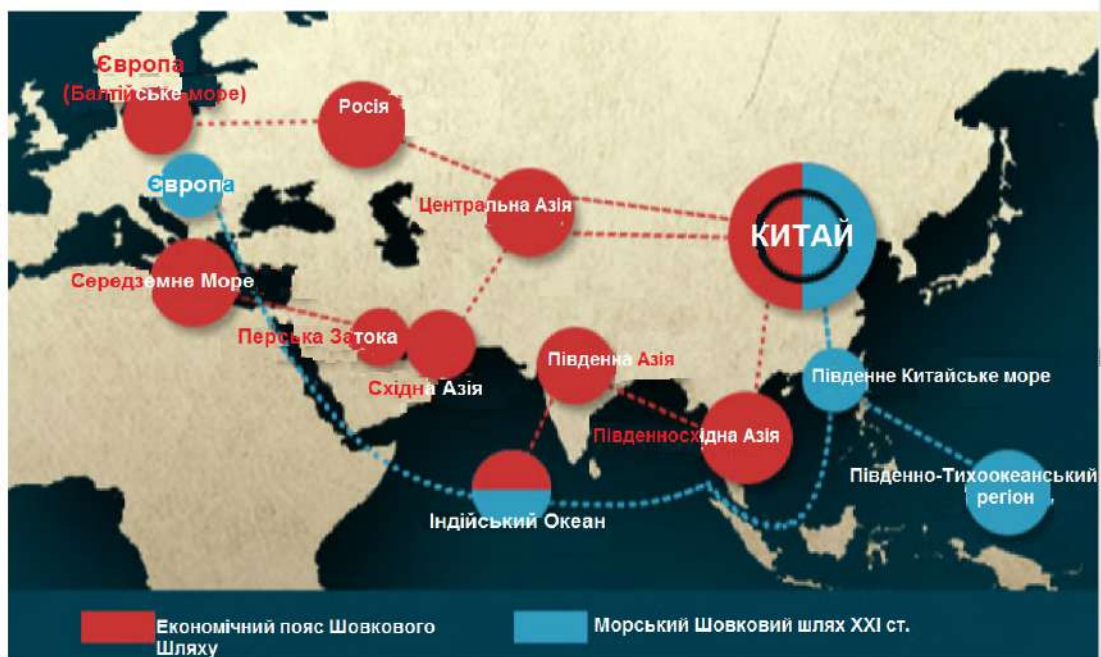 Європа
(Балтійське море)
Росія
Європа
Центральна Азія
КИТАЙ
Середземне Море
Перська Затока
Східна Азія
Південна Азія
Південне Китайське море
Південносхідна Азія
Південно-Тихоокеанський
регіон
Індійський Океан
Економічний пояс Шовкового
Шляху
Морський Шовковий шлях XXI ст.